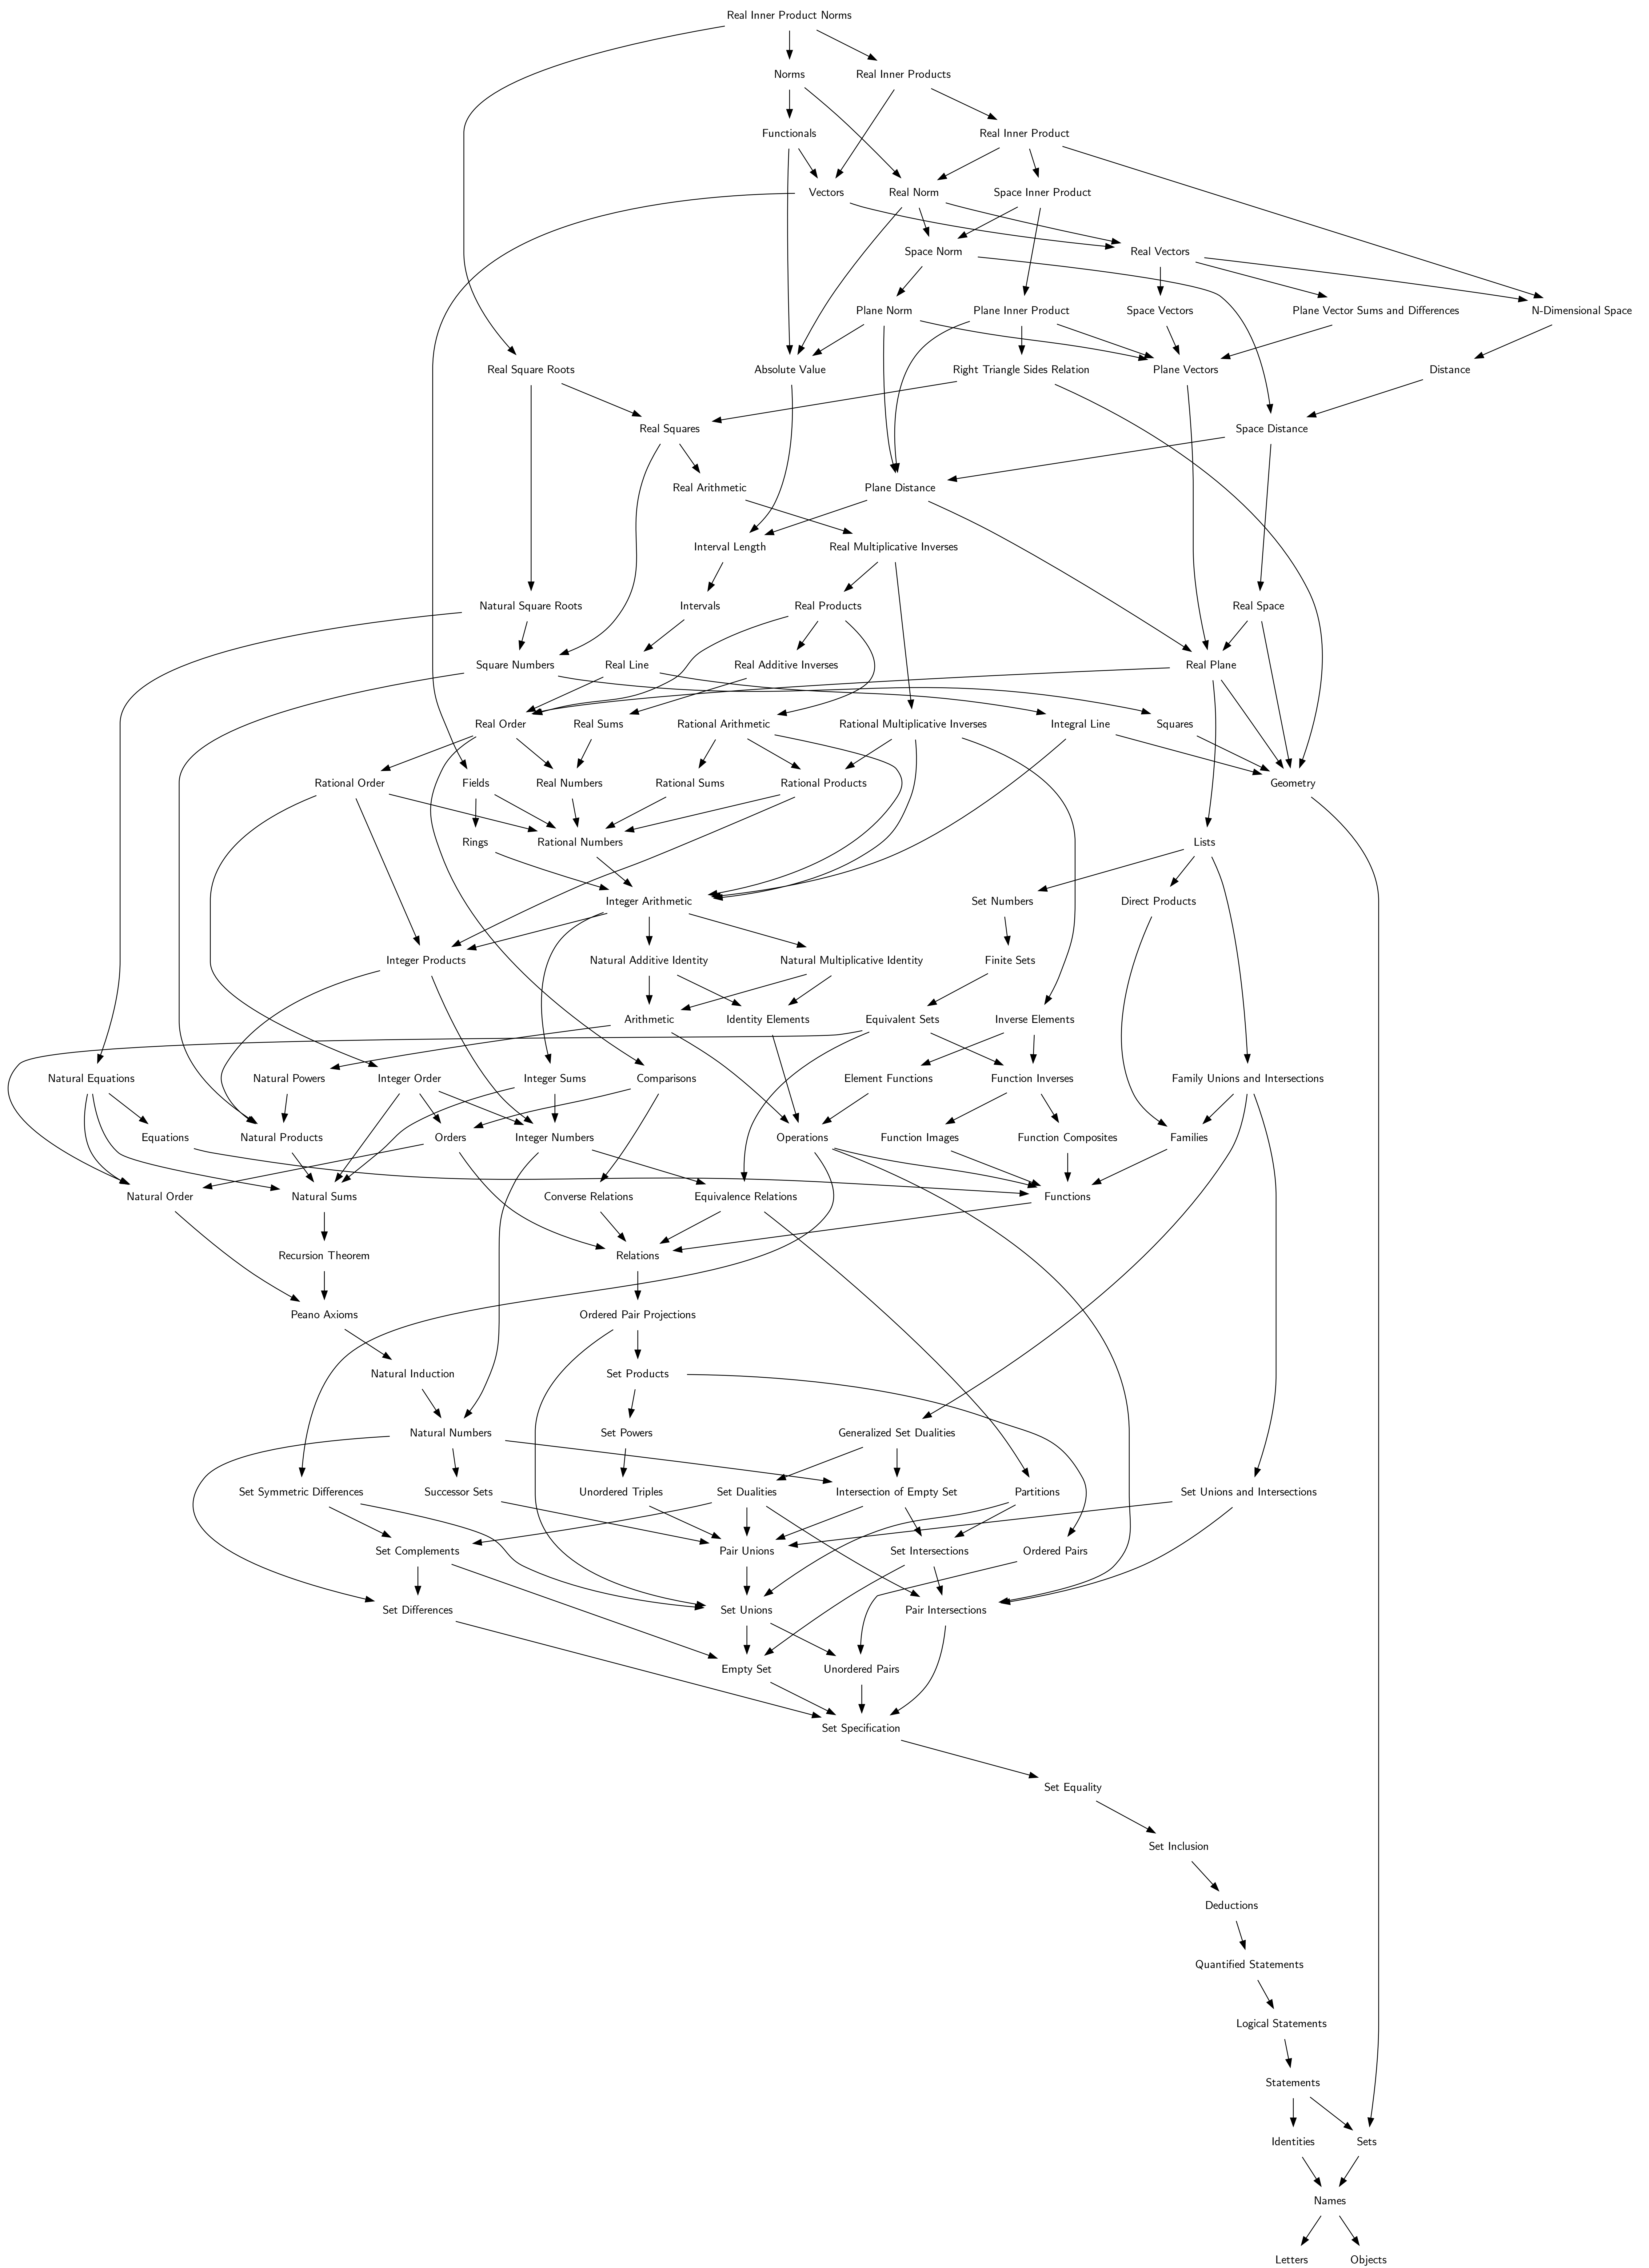 Real Inner Product Norms
Norms
Real Inner Products
Functionals
Real Inner Product
Vectors
Real Norm
Space Inner Product
Space Norm
Real Vectors
Plane Norm
Plane Inner Product
Space Vectors
Plane Vector Sums and Differences
N-Dimensional Space
Real Square Roots
Absolute Value
Right Triangle Sides Relation
Plane Vectors
Distance
Real Squares
Space Distance
Real Arithmetic
Plane Distance
Interval Length
Real Multiplicative Inverses
Natural Square Roots
Intervals
Real Products
Real Space
Square Numbers
Real Line
Real Additive Inverses
Real Plane
Real Order
Real Sums
Rational Arithmetic
Rational Multiplicative Inverses
Integral Line
Squares
Rational Order
Fields
Real Numbers
Rational Sums
Rational Products
Geometry
Rings
Rational Numbers
Lists
Integer Arithmetic
Set Numbers
Direct Products
Integer Products
Natural Additive Identity
Natural Multiplicative Identity
Finite Sets
Arithmetic
Identity Elements
Equivalent Sets
Inverse Elements
Natural Equations
Natural Powers
Integer Order
Integer Sums
Comparisons
Element Functions
Function Inverses
Family Unions and Intersections
Equations
Natural Products
Orders
Integer Numbers
Operations
Function Images
Function Composites
Families
Natural Order
Natural Sums
Converse Relations
Equivalence Relations
Functions
Recursion Theorem
Relations
Peano Axioms
Ordered Pair Projections
Natural Induction
Set Products
Natural Numbers
Set Powers
Generalized Set Dualities
Set Symmetric Differences
Successor Sets
Unordered Triples
Set Dualities
Intersection of Empty Set
Partitions
Set Unions and Intersections
Set Complements
Pair Unions
Set Intersections
Ordered Pairs
Set Differences
Set Unions
Pair Intersections
Empty Set
Unordered Pairs
Set Specification
Set Equality
Set Inclusion
Deductions
Quantified Statements
Logical Statements
Statements
Identities
Sets
Names
Letters
Objects